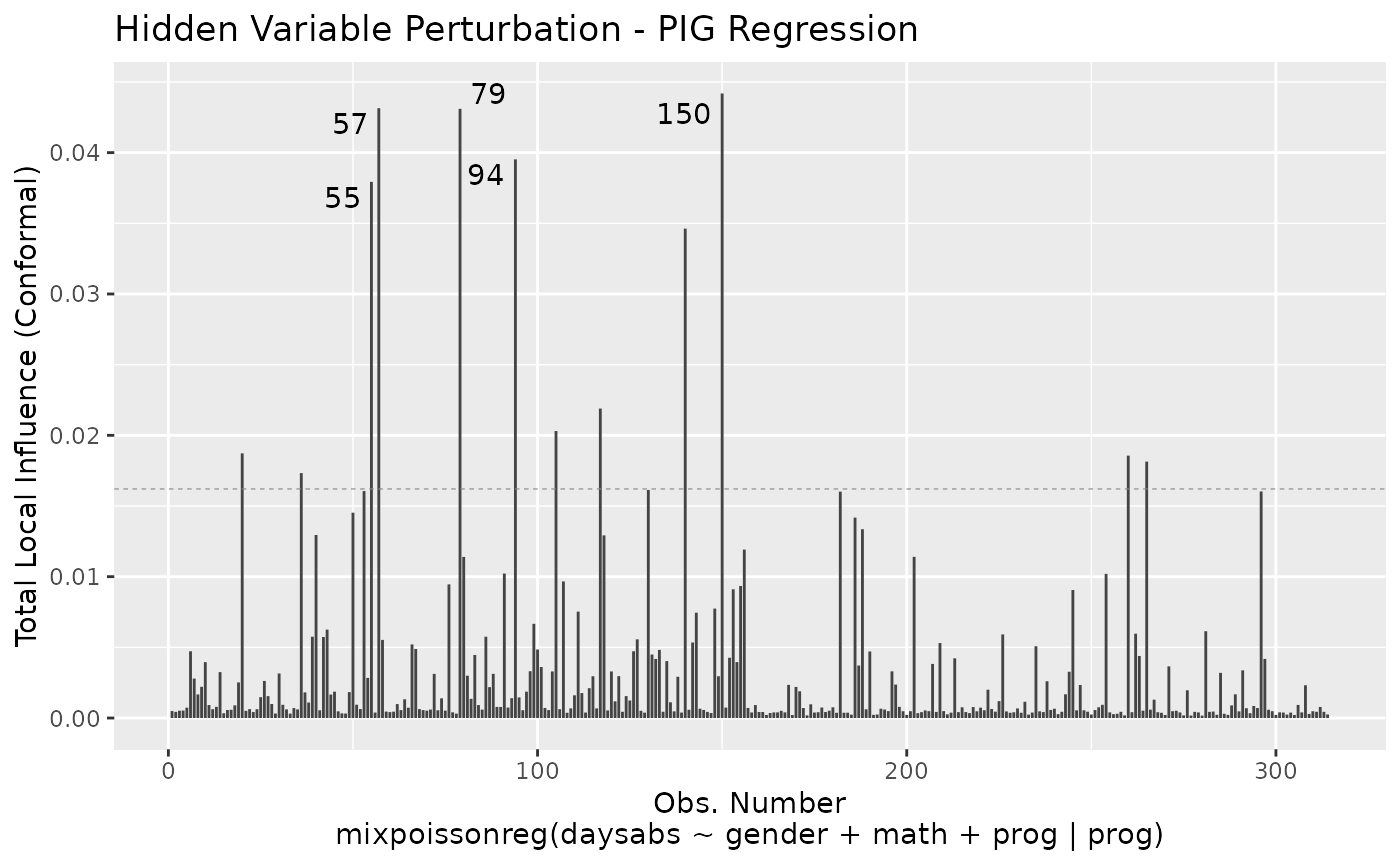 Hidden Variable Perturbation - PIG Regression
79
57
150
94
55
Total Local Influence (Conformal)
0.04
0.03
0.02
0.01
0.00
0 100 200 300
Obs. Number
mixpoissonreg(daysabs ~ gender + math + prog | prog)